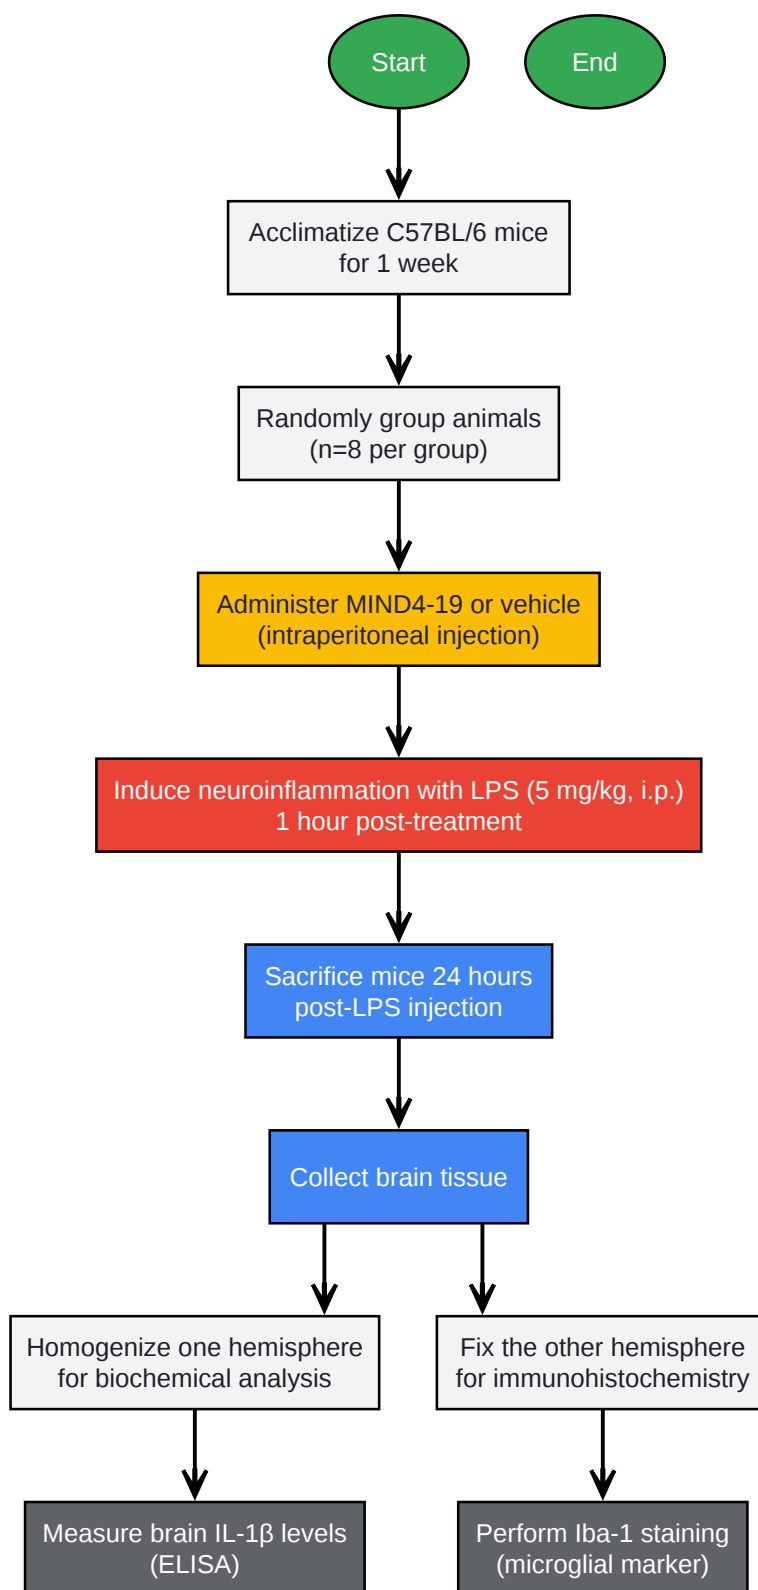 Start
End
Acclimatize C57BL/6 mice
for 1 week
Randomly group animals
(n=8 per group)
Administer MIND4-19 or vehicle
(intraperitoneal injection)
Induce neuroinflammation with LPS (5 mg/kg, i.p.)
1 hour post-treatment
Sacrifice mice 24 hours
post-LPS injection
Collect brain tissue
Homogenize one hemisphere
for biochemical analysis
Fix the other hemisphere
for immunohistochemistry
Measure brain IL-1β levels
(ELISA)
Perform Iba-1 staining
(microglial marker)